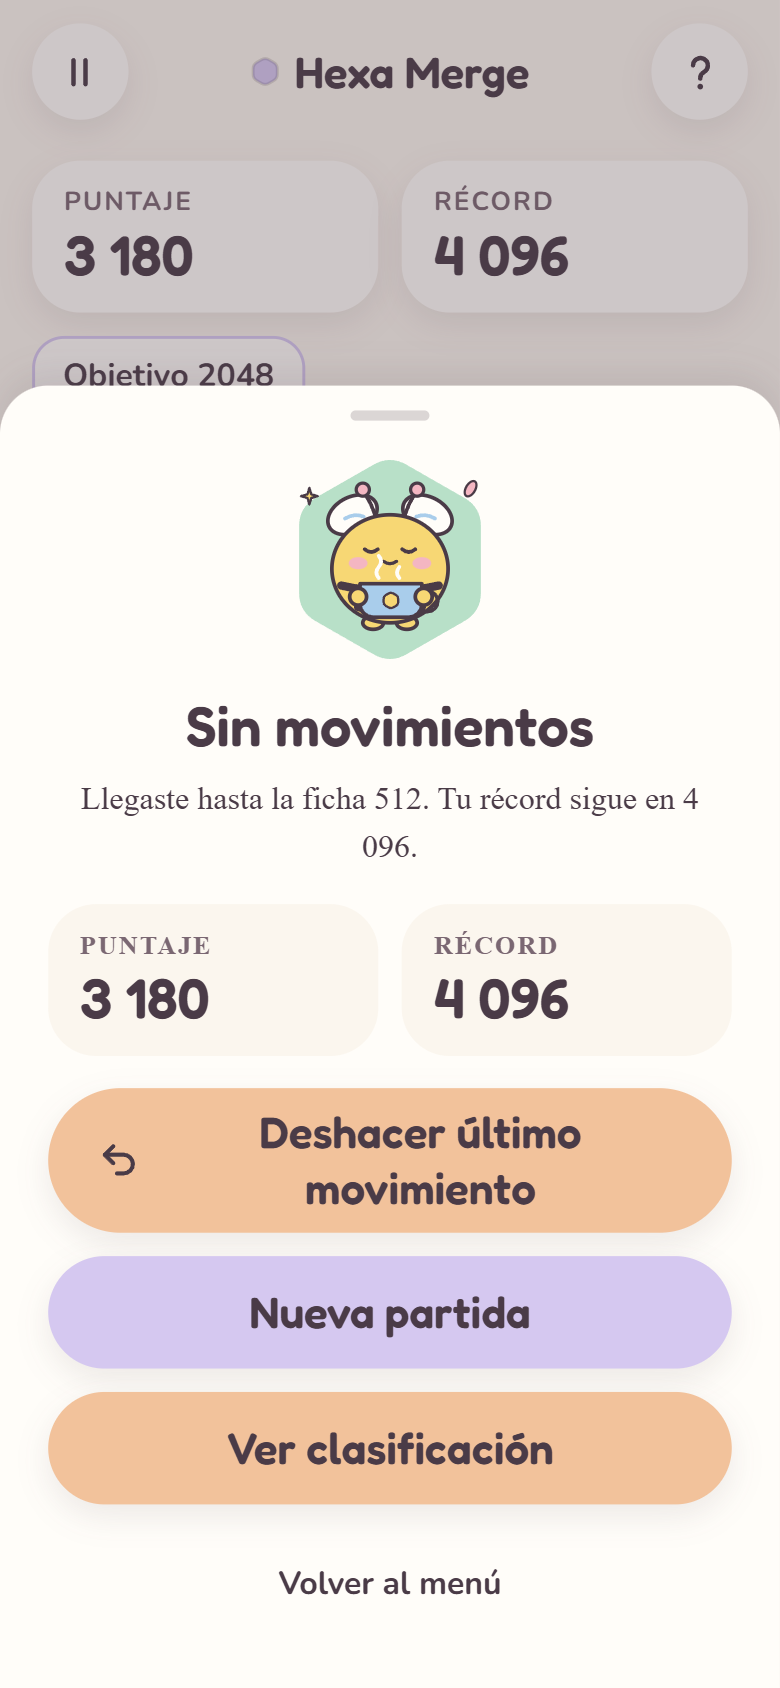 Hexa Merge
?
PUNTAJE
3 180
RÉCORD
4 096
Objetivo 2048
Sin movimientos
Llegaste hasta la ficha 512. Tu récord sigue en 4
096.
PUNTAJE
3 180
RÉCORD
4 096
Deshacer último
movimiento
Nueva partida
Ver clasificación
Volver al menú